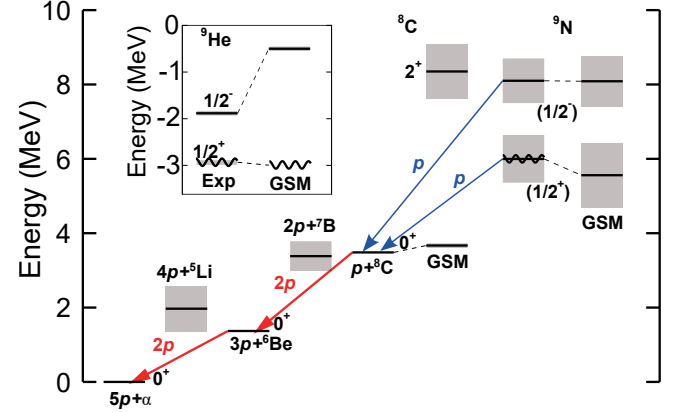 10
8
6
4
2
0
Energy (MeV)
0
-1
-2
-3
Energy (MeV)
⁹He
1/2⁻
1/2⁺
Exp
GSM
⁸C
⁹N
2⁺
(1/2⁻)
p
p
(1/2⁺)
GSM
2p+⁷B
0⁺
p+⁸C
GSM
4p+⁵Li
2p
0⁺
3p+⁶Be
2p
0⁺
5p+α